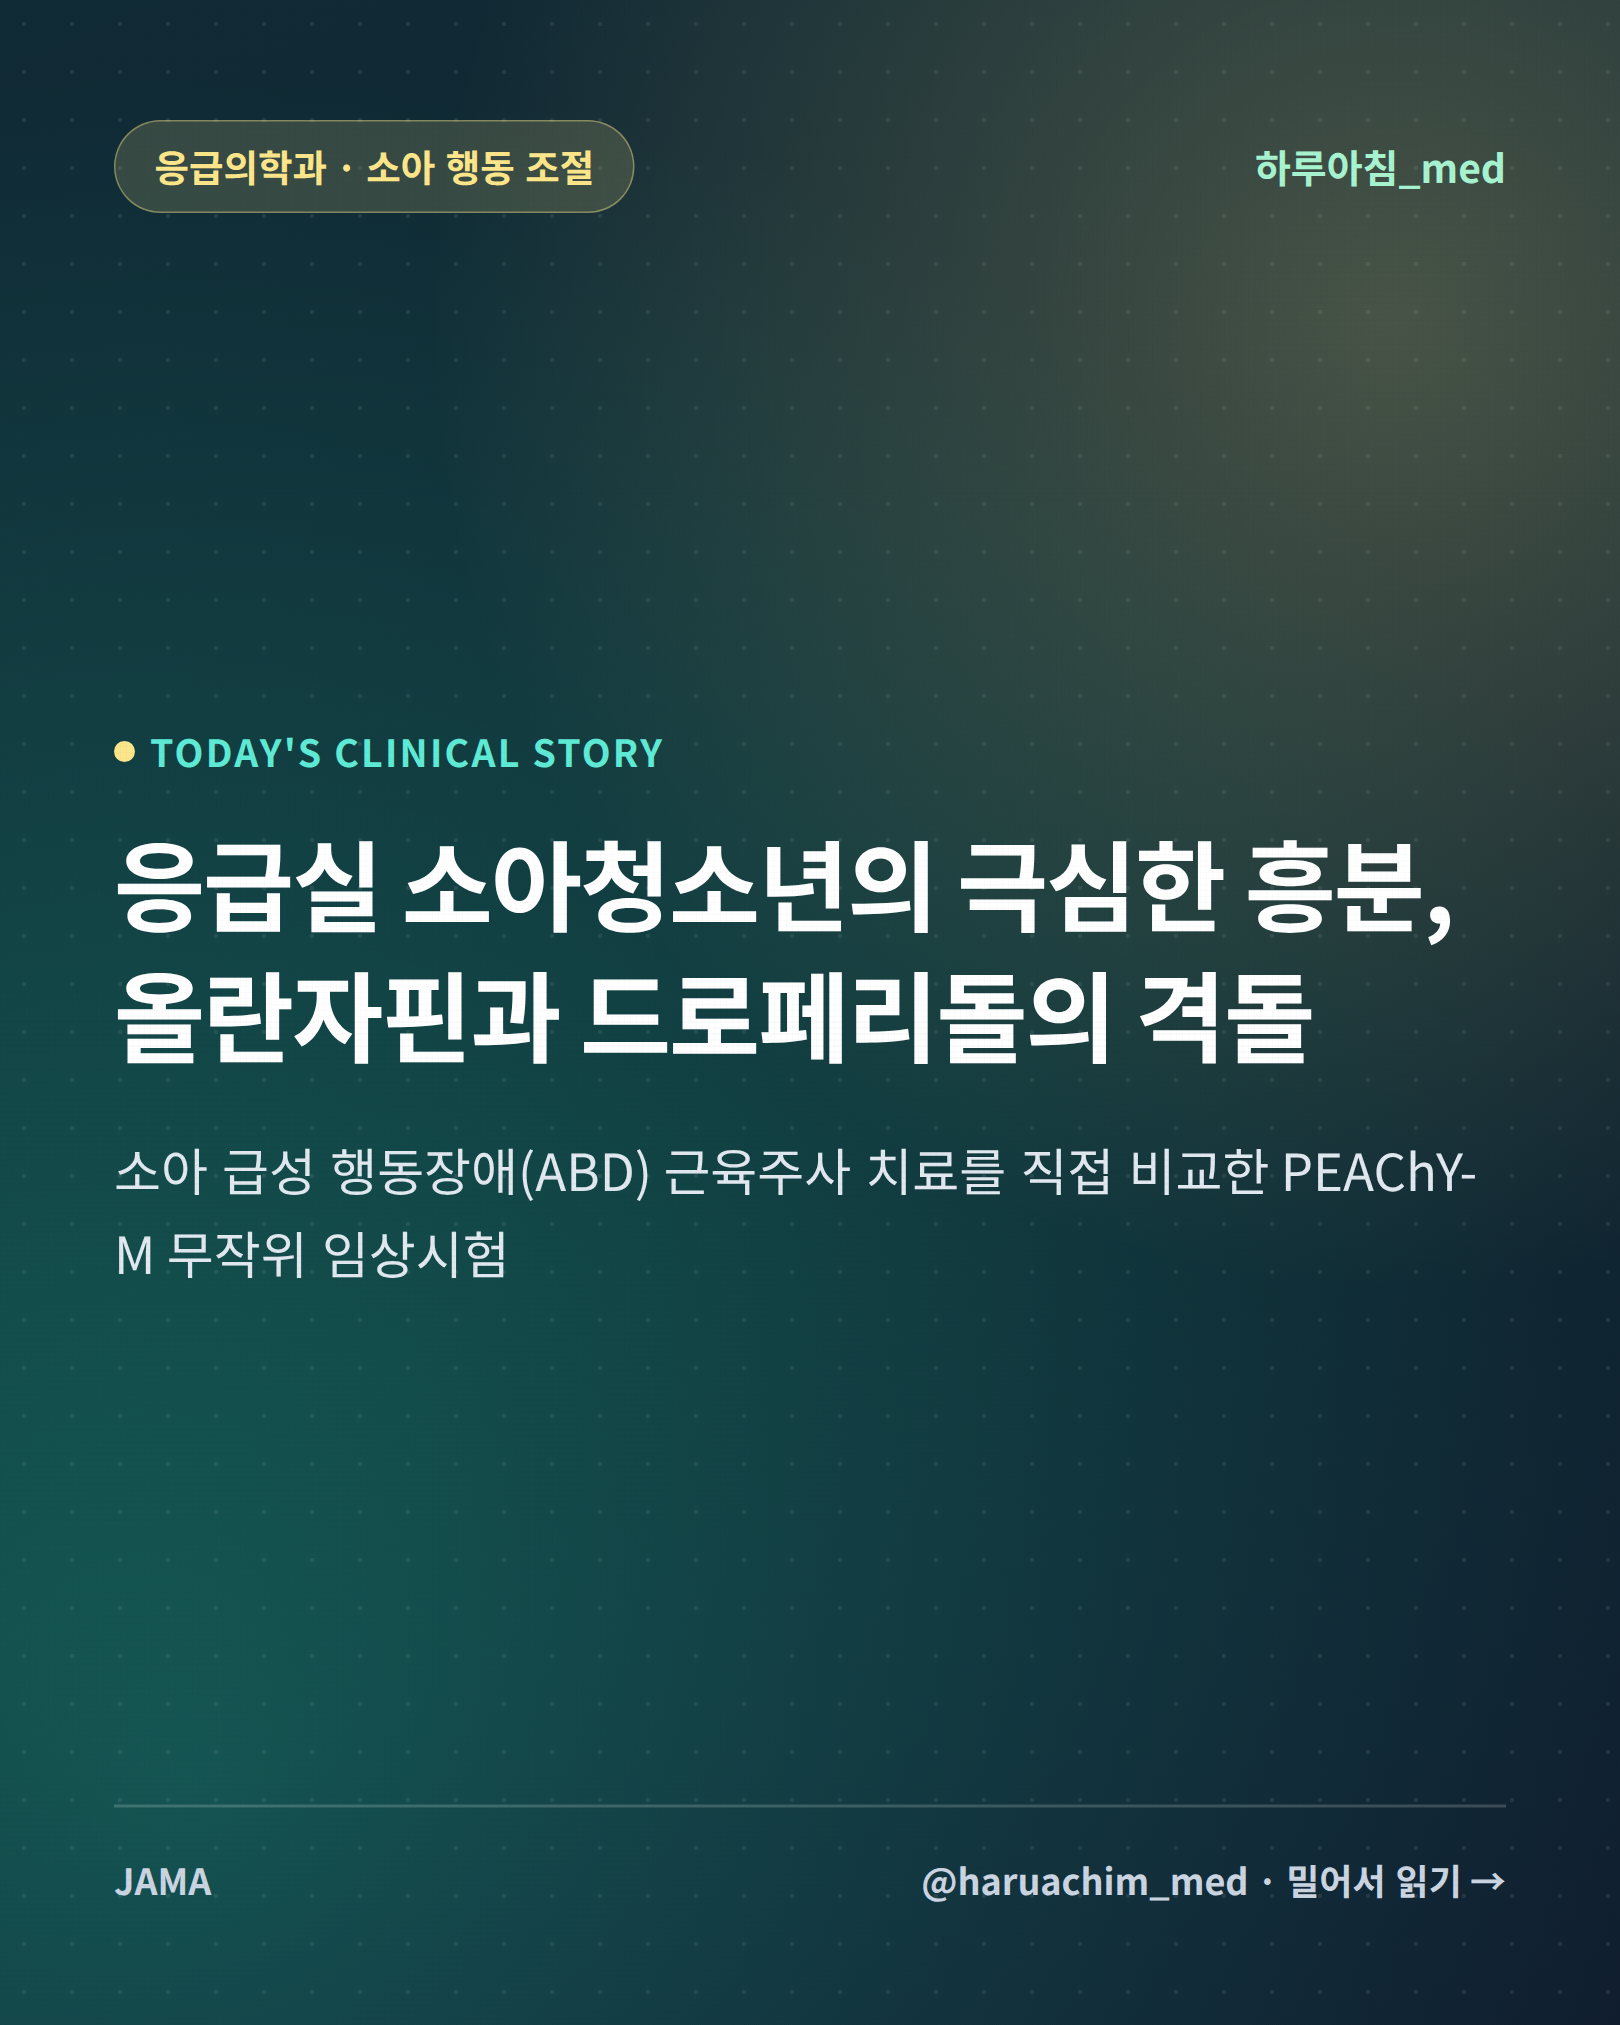 응급의학과 · 소아 행동 조절
하루아침_med
TODAY'S CLINICAL STORY
응급실 소아청소년의 극심한 흥분,
올란자핀과 드로페리돌의 격돌
소아 급성 행동장애(ABD) 근육주사 치료를 직접 비교한 PEAChY-
M 무작위 임상시험
JAMA
@haruachim_med · 밀어서 읽기 →